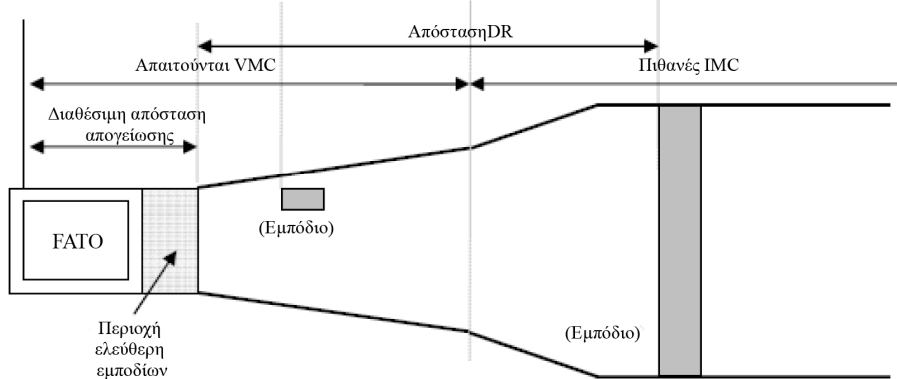 ΑπόστασηDR
Απαιτούνται VMC
Πιθανές IMC
Διαθέσιμη απόσταση
απογείωσης
(Εμπόδιο)
FATO
(Εμπόδιο)
Περιοχή
ελεύθερη
εμποδίων